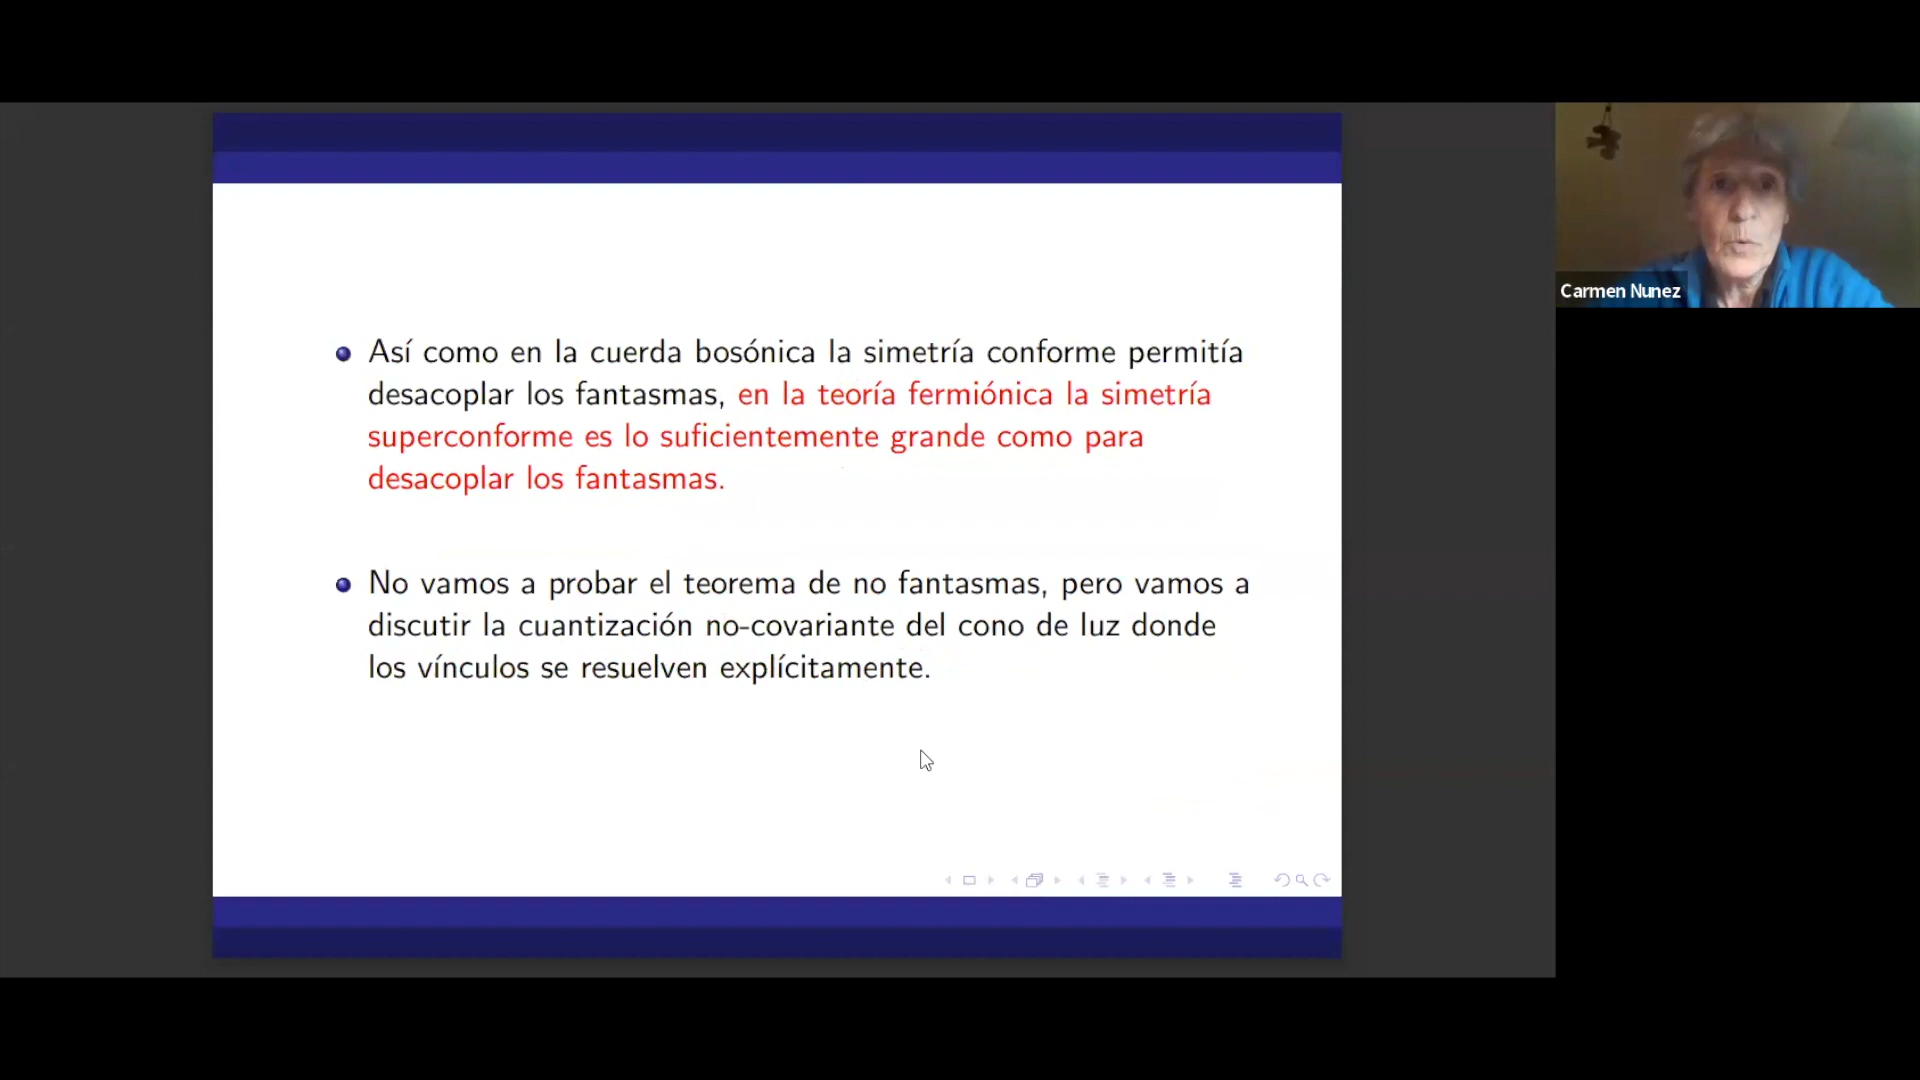 Así como en la cuerda bosónica la simetría conforme permitía
desacoplar los fantasmas, en la teoría fermiónica la simetría
superconforme es lo suficientemente grande como para
desacoplar los fantasmas.
No vamos a probar el teorema de no fantasmas, pero vamos a
discutir la cuantización no-covariante del cono de luz donde
los vínculos se resuelven explícitamente.
Carmen Nunez